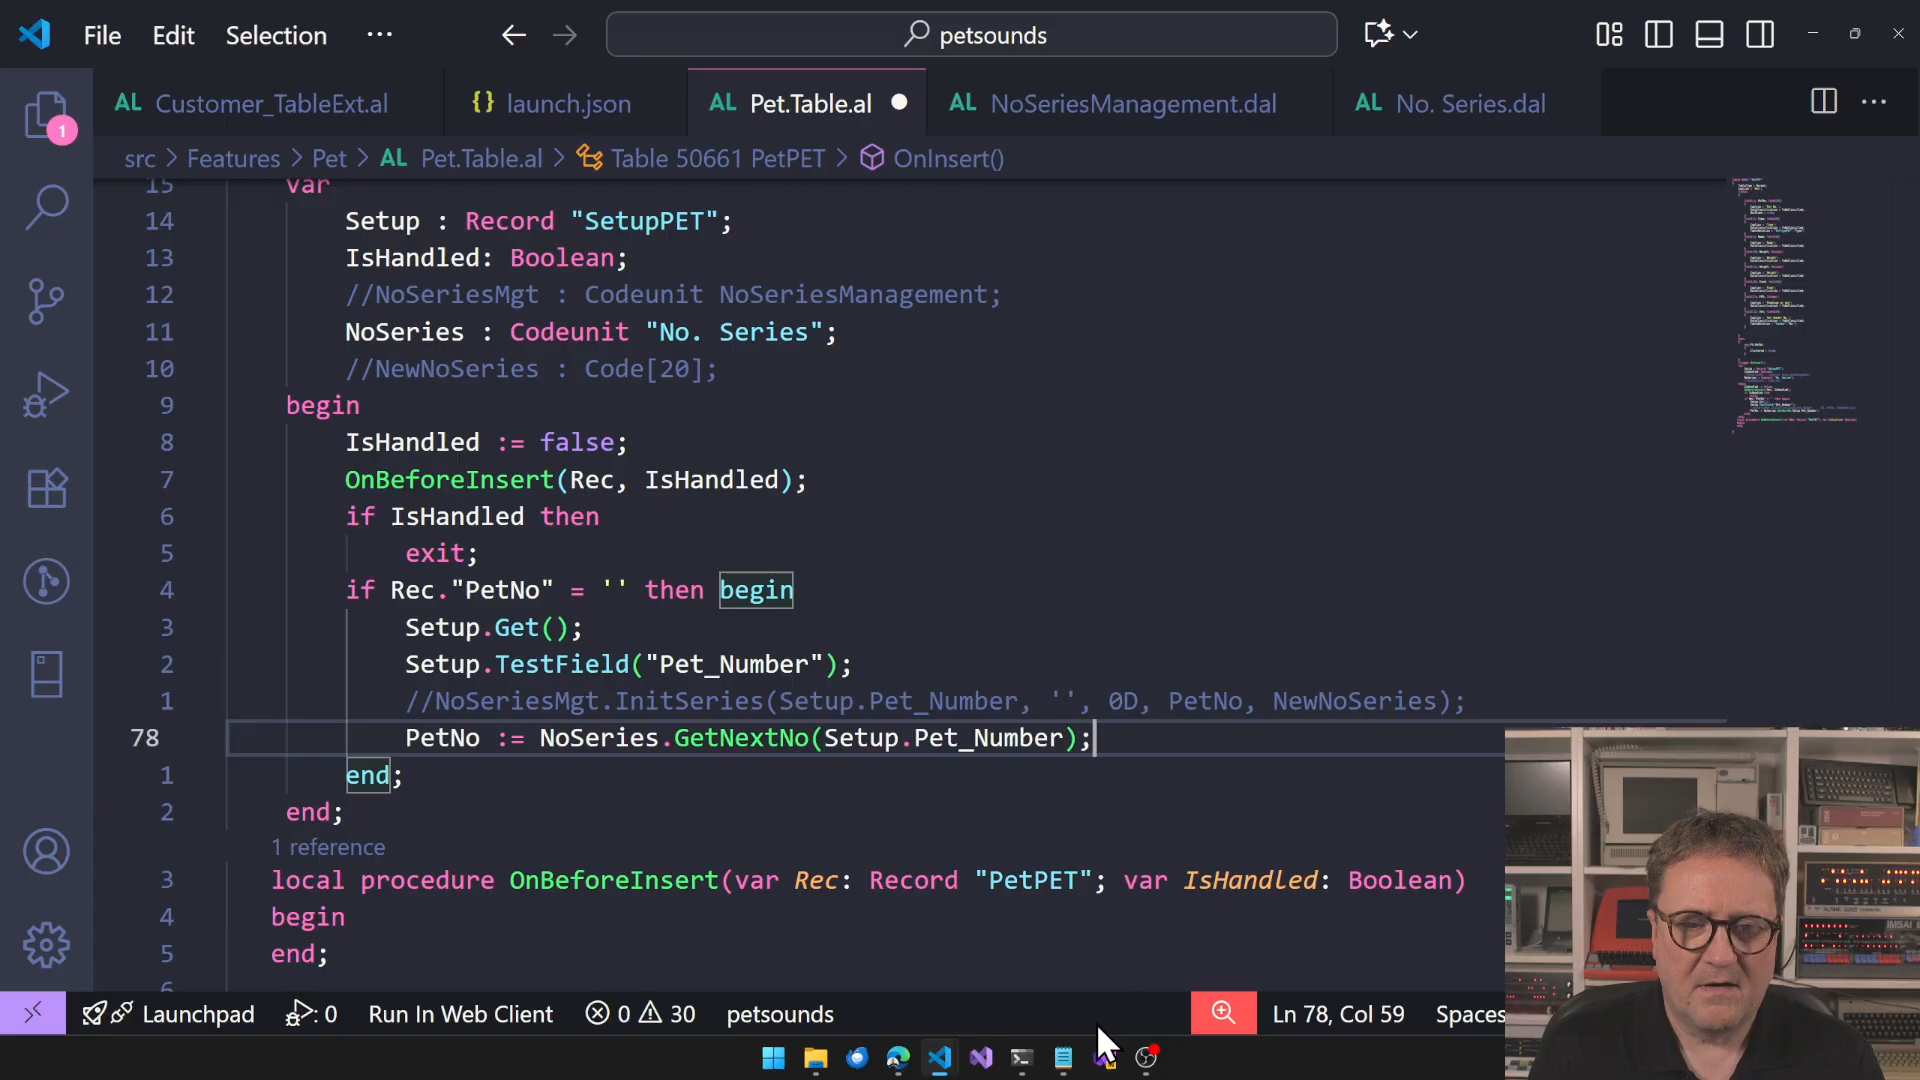 File Edit Selection ··· petsounds
1
AL Customer_TableExt.al {} launch.json AL Pet.Table.al AL NoSeriesManagement.dal AL No. Series.dal ···
src > Features > Pet > AL Pet.Table.al > Table 50661 PetPET > OnInsert()
15 var
14 Setup : Record "SetupPET";
13 IsHandled: Boolean;
12 //NoSeriesMgt : Codeunit NoSeriesManagement;
11 NoSeries : Codeunit "No. Series";
10 //NewNoSeries : Code[20];
9 begin
8 IsHandled := false;
7 OnBeforeInsert(Rec, IsHandled);
6 if IsHandled then
5 exit;
4 if Rec."PetNo" = '' then begin
3 Setup.Get();
2 Setup.TestField("Pet_Number");
1 //NoSeriesMgt.InitSeries(Setup.Pet_Number, '', 0D, PetNo, NewNoSeries);
78 PetNo := NoSeries.GetNextNo(Setup.Pet_Number);
1 end;
2 end;
1 reference
3 local procedure OnBeforeInsert(var Rec: Record "PetPET"; var IsHandled: Boolean)
4 begin
5 end;
6
Launchpad : 0 Run In Web Client 0 30 petsounds Ln 78, Col 59 Spaces